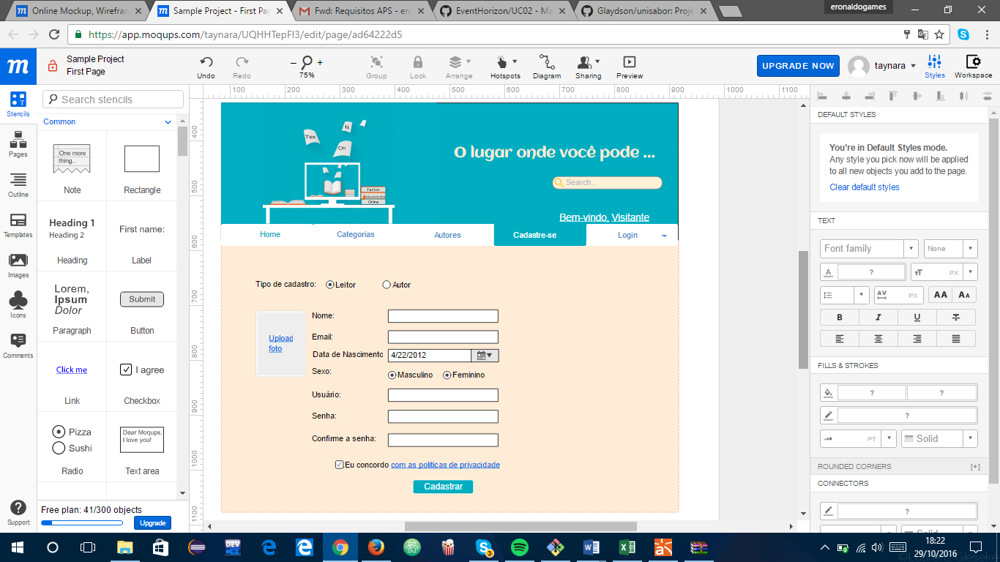 Online Mockup, Wirefran
Sample Project - First Pag
Fwd: Requisitos APS - ero
EventHorizon/UC02 - Ma
Glaydson/unisabor: Proje
eronaldogames
https://app.moqups.com/taynara/UQHHTepFl3/edit/page/ad64222d5
Sample Project
First Page
Undo
Redo
75%
Group
Lock
Arrange
Hotspots
Diagram
Sharing
Preview
UPGRADE NOW
taynara
Styles
Workspace
Stencils
Pages
Outline
Templates
Images
Icons
Comments
Support
Search stencils
Common
One more
thing..
Note
Rectangle
Heading 1
Heading 2
Heading
First name:
Label
Lorem,
Ipsum
Dolor
Paragraph
Submit
Button
Click me
Link
I agree
Checkbox
Pizza
Sushi
Radio
Dear Moqups,
I love you!
Text area
Free plan: 41/300 objects
Upgrade
100 200 300 400 500 600 700 800 900 1000 1100
400
500
600
700
800
900
1000
1100
Tex
ti
On
Textos
Online
O lugar onde você pode ...
Search...
Bem-vindo, Visitante
Home
Categorias
Autores
Cadastre-se
Login
Tipo de cadastro:
Leitor
Autor
Upload
foto
Nome:
Email:
Data de Nascimento
4/22/2012
Sexo:
Masculino
Feminino
Usuário:
Senha:
Confirme a senha:
Eu concordo com as politicas de privacidade
Cadastrar
DEFAULT STYLES
You're in Default Styles mode.
Any style you pick now will be applied
to all new objects you add to the page.
Clear default styles
TEXT
Font family
None
A
?
TT
PX
AV
PX
AA
AA
B
I
U
T
FILLS & STROKES
?
?
?
PT
Solid
ROUNDED CORNERS
[+]
CONNECTORS
?
Solid
DEV
3
18:22
29/10/2016